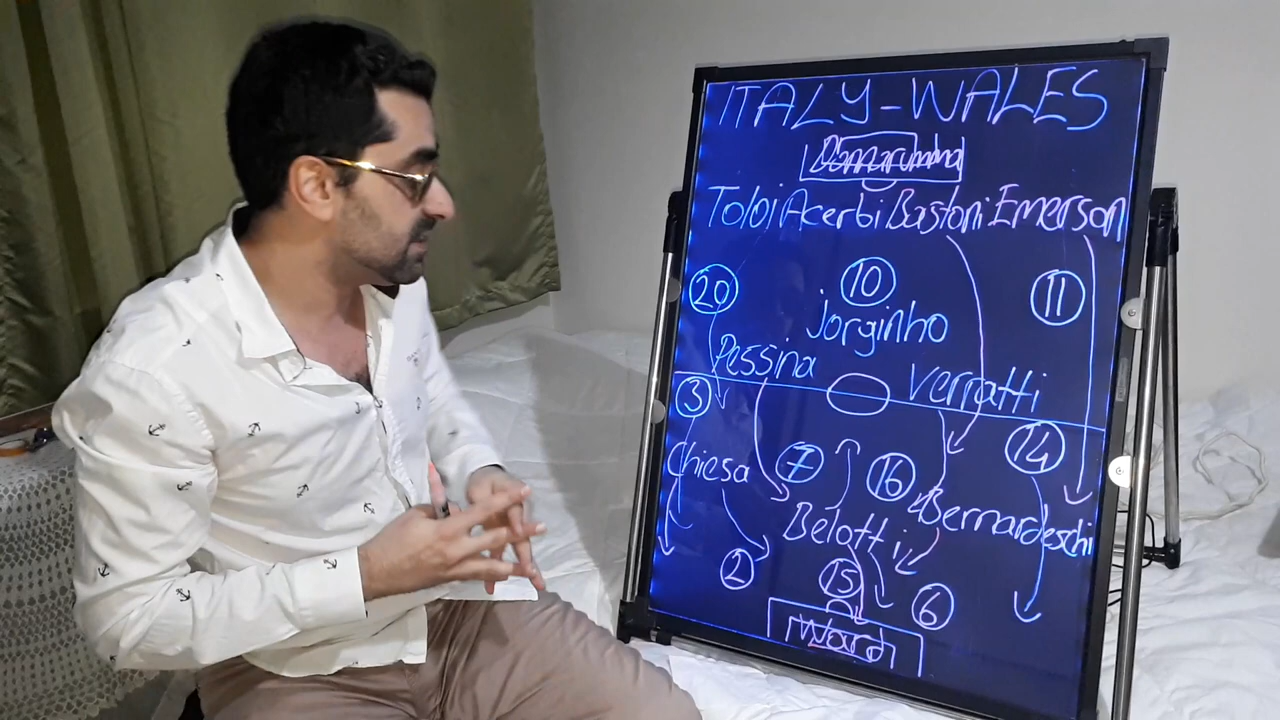 ITALY-WALES
Donnarumma
Toloi Acerbi Bastoni Emerson
20 10 11
Jorginho
Pessina Verratti
3
Chiesa 7 16 14
Belotti Bernardeschi
2 15 6
Ward